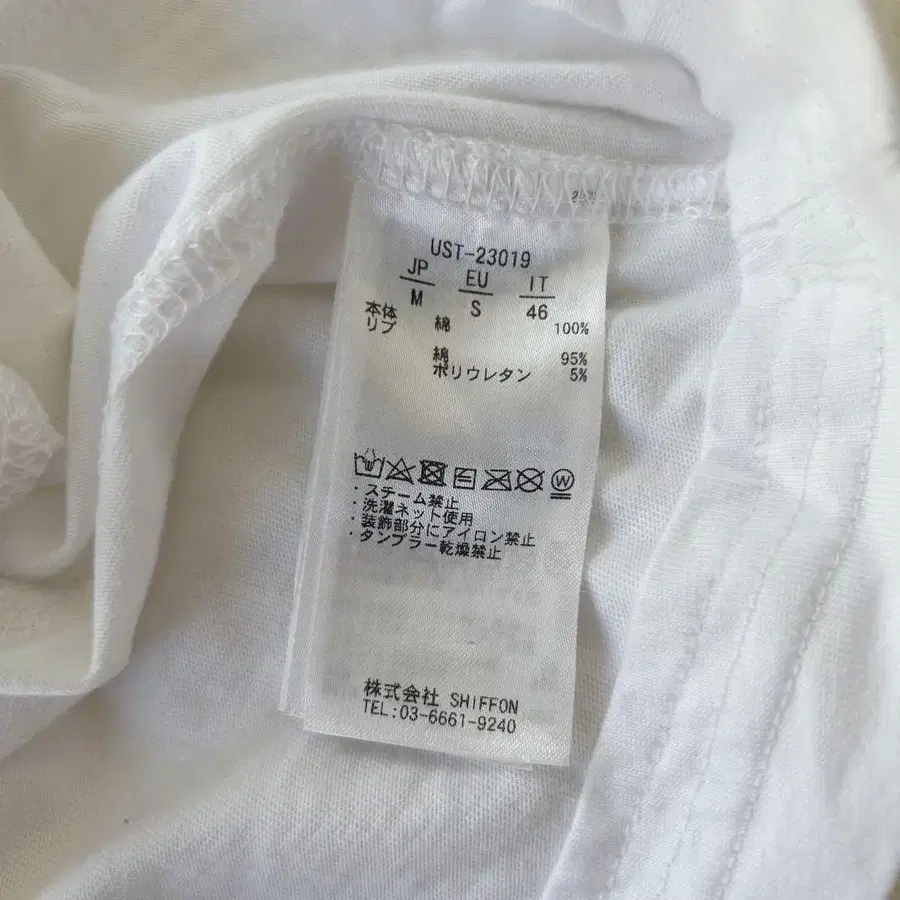 UST-23019
JP EU IT
M S 46
本体
リブ 綿 100%
綿 95%
ポリウレタン 5%
W
・スチーム禁止
・洗濯ネット使用
・装飾部分にアイロン禁止
・タンブラー乾燥禁止
株式会社 SHIFFON
TEL:03-6661-9240